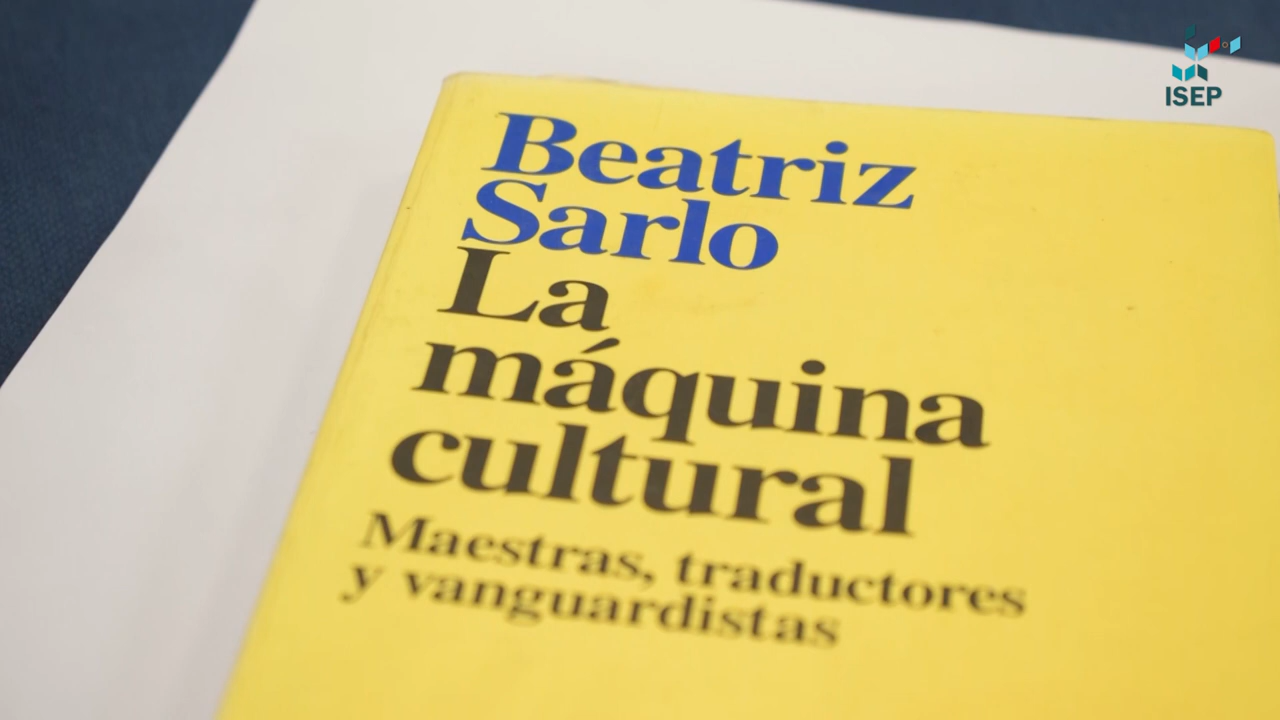 ISEP
Beatriz
Sarlo
La
máquina
cultural
Maestras, traductores
y vanguardistas